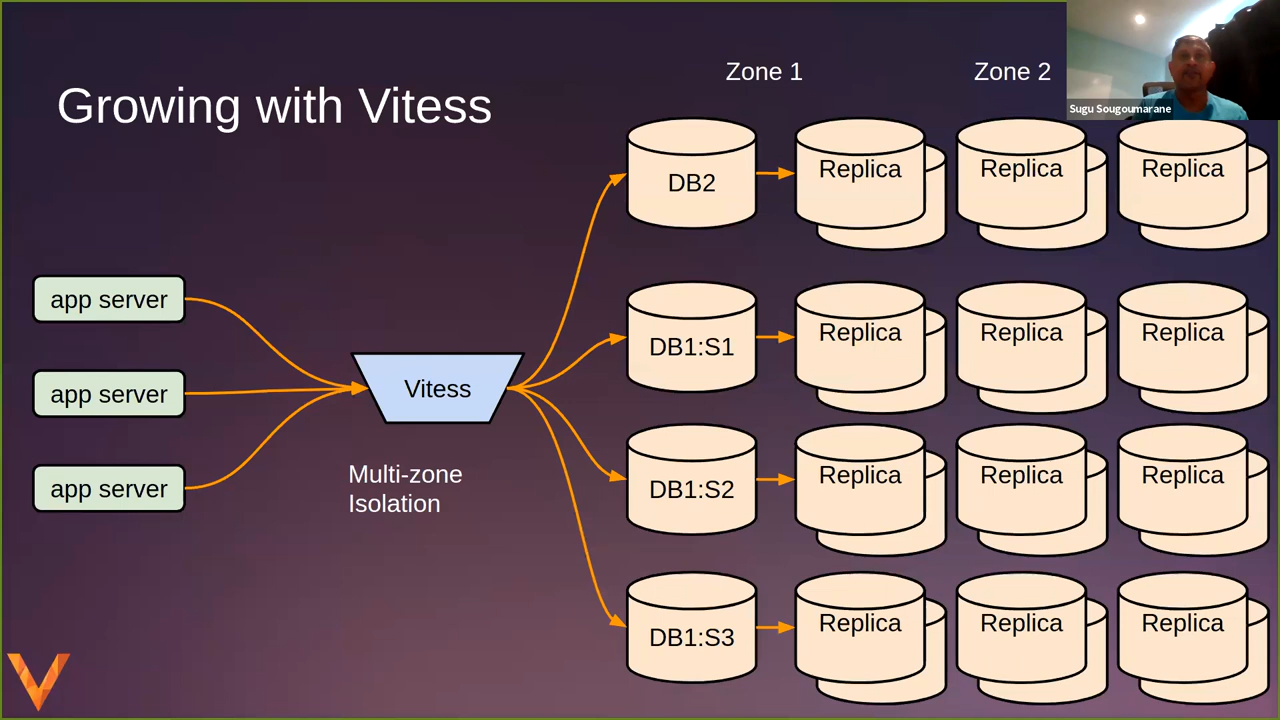 Growing with Vitess
Zone 1
Zone 2
Sugu Sougoumarane
DB2
Replica
Replica
Replica
app server
DB1:S1
Replica
Replica
Replica
app server
Vitess
Multi-zone
Isolation
app server
DB1:S2
Replica
Replica
Replica
DB1:S3
Replica
Replica
Replica